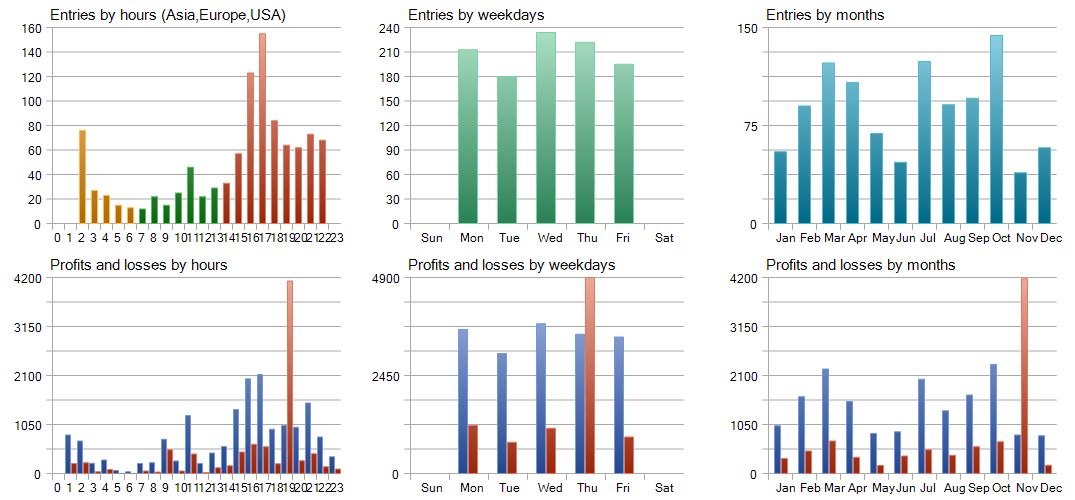 Entries by hours (Asia,Europe,USA)
160
140
120
100
80
60
40
20
0
0 1 2 3 4 5 6 7 8 9 10 11 12 13 14 15 16 17 18 19 20 21 22 23
Entries by weekdays
240
210
180
150
120
90
60
30
0
Sun Mon Tue Wed Thu Fri Sat
Entries by months
150
75
0
Jan Feb Mar Apr May Jun Jul Aug Sep Oct Nov Dec
Profits and losses by hours
4200
3150
2100
1050
0
0 1 2 3 4 5 6 7 8 9 10 11 12 13 14 15 16 17 18 19 20 21 22 23
Profits and losses by weekdays
4900
2450
0
Sun Mon Tue Wed Thu Fri Sat
Profits and losses by months
4200
3150
2100
1050
0
Jan Feb Mar Apr May Jun Jul Aug Sep Oct Nov Dec